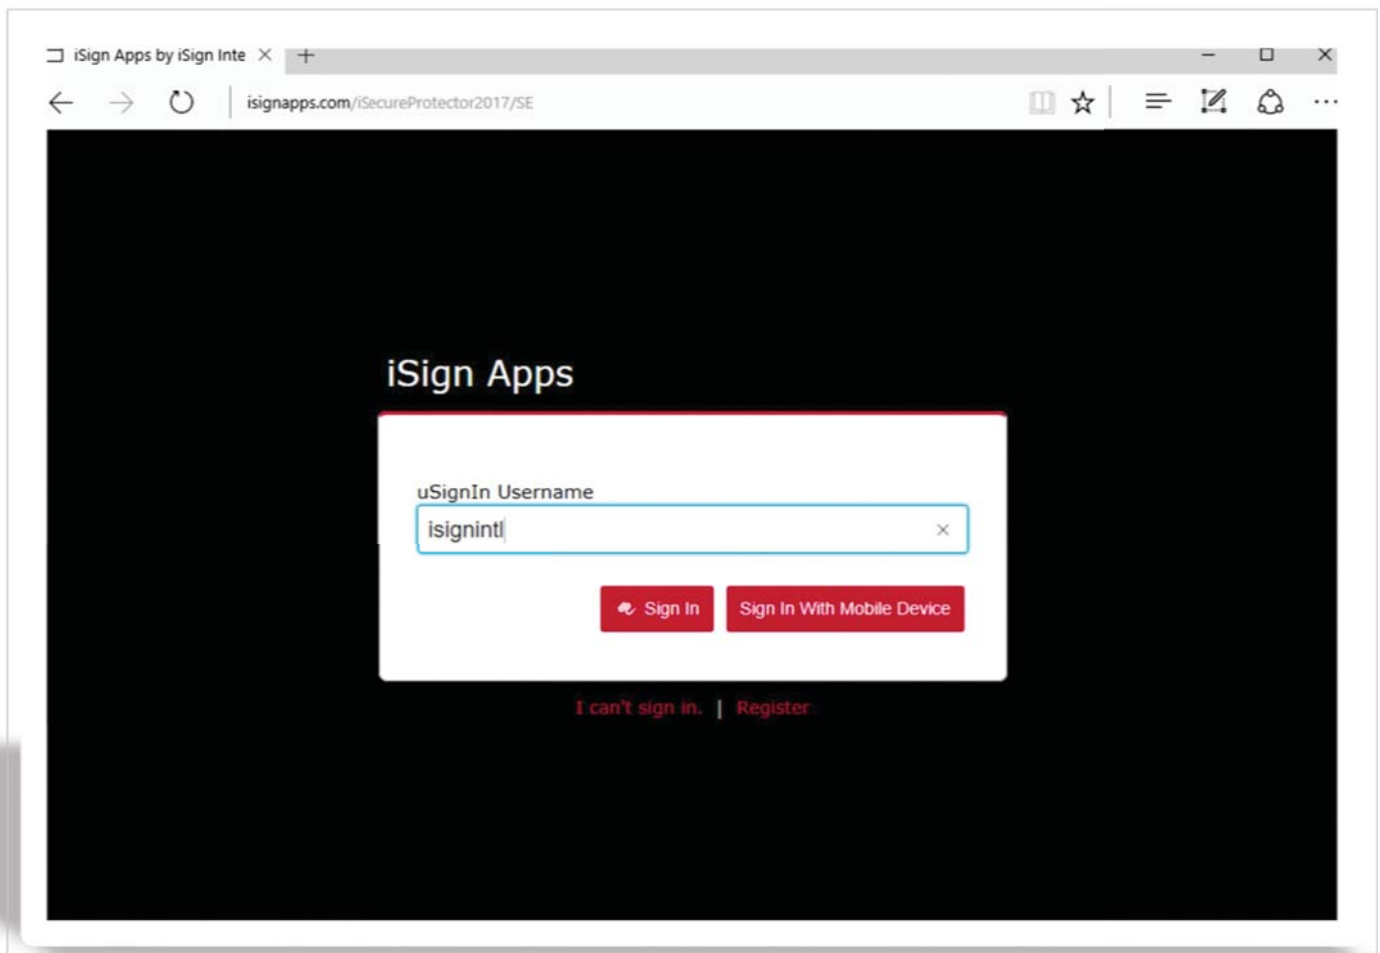 iSign Apps by iSign Inte
isignapps.com/iSecureProtector2017/SE
iSign Apps
uSignIn Username
isignintl
Sign In
Sign In With Mobile Device
I can't sign in. | Register